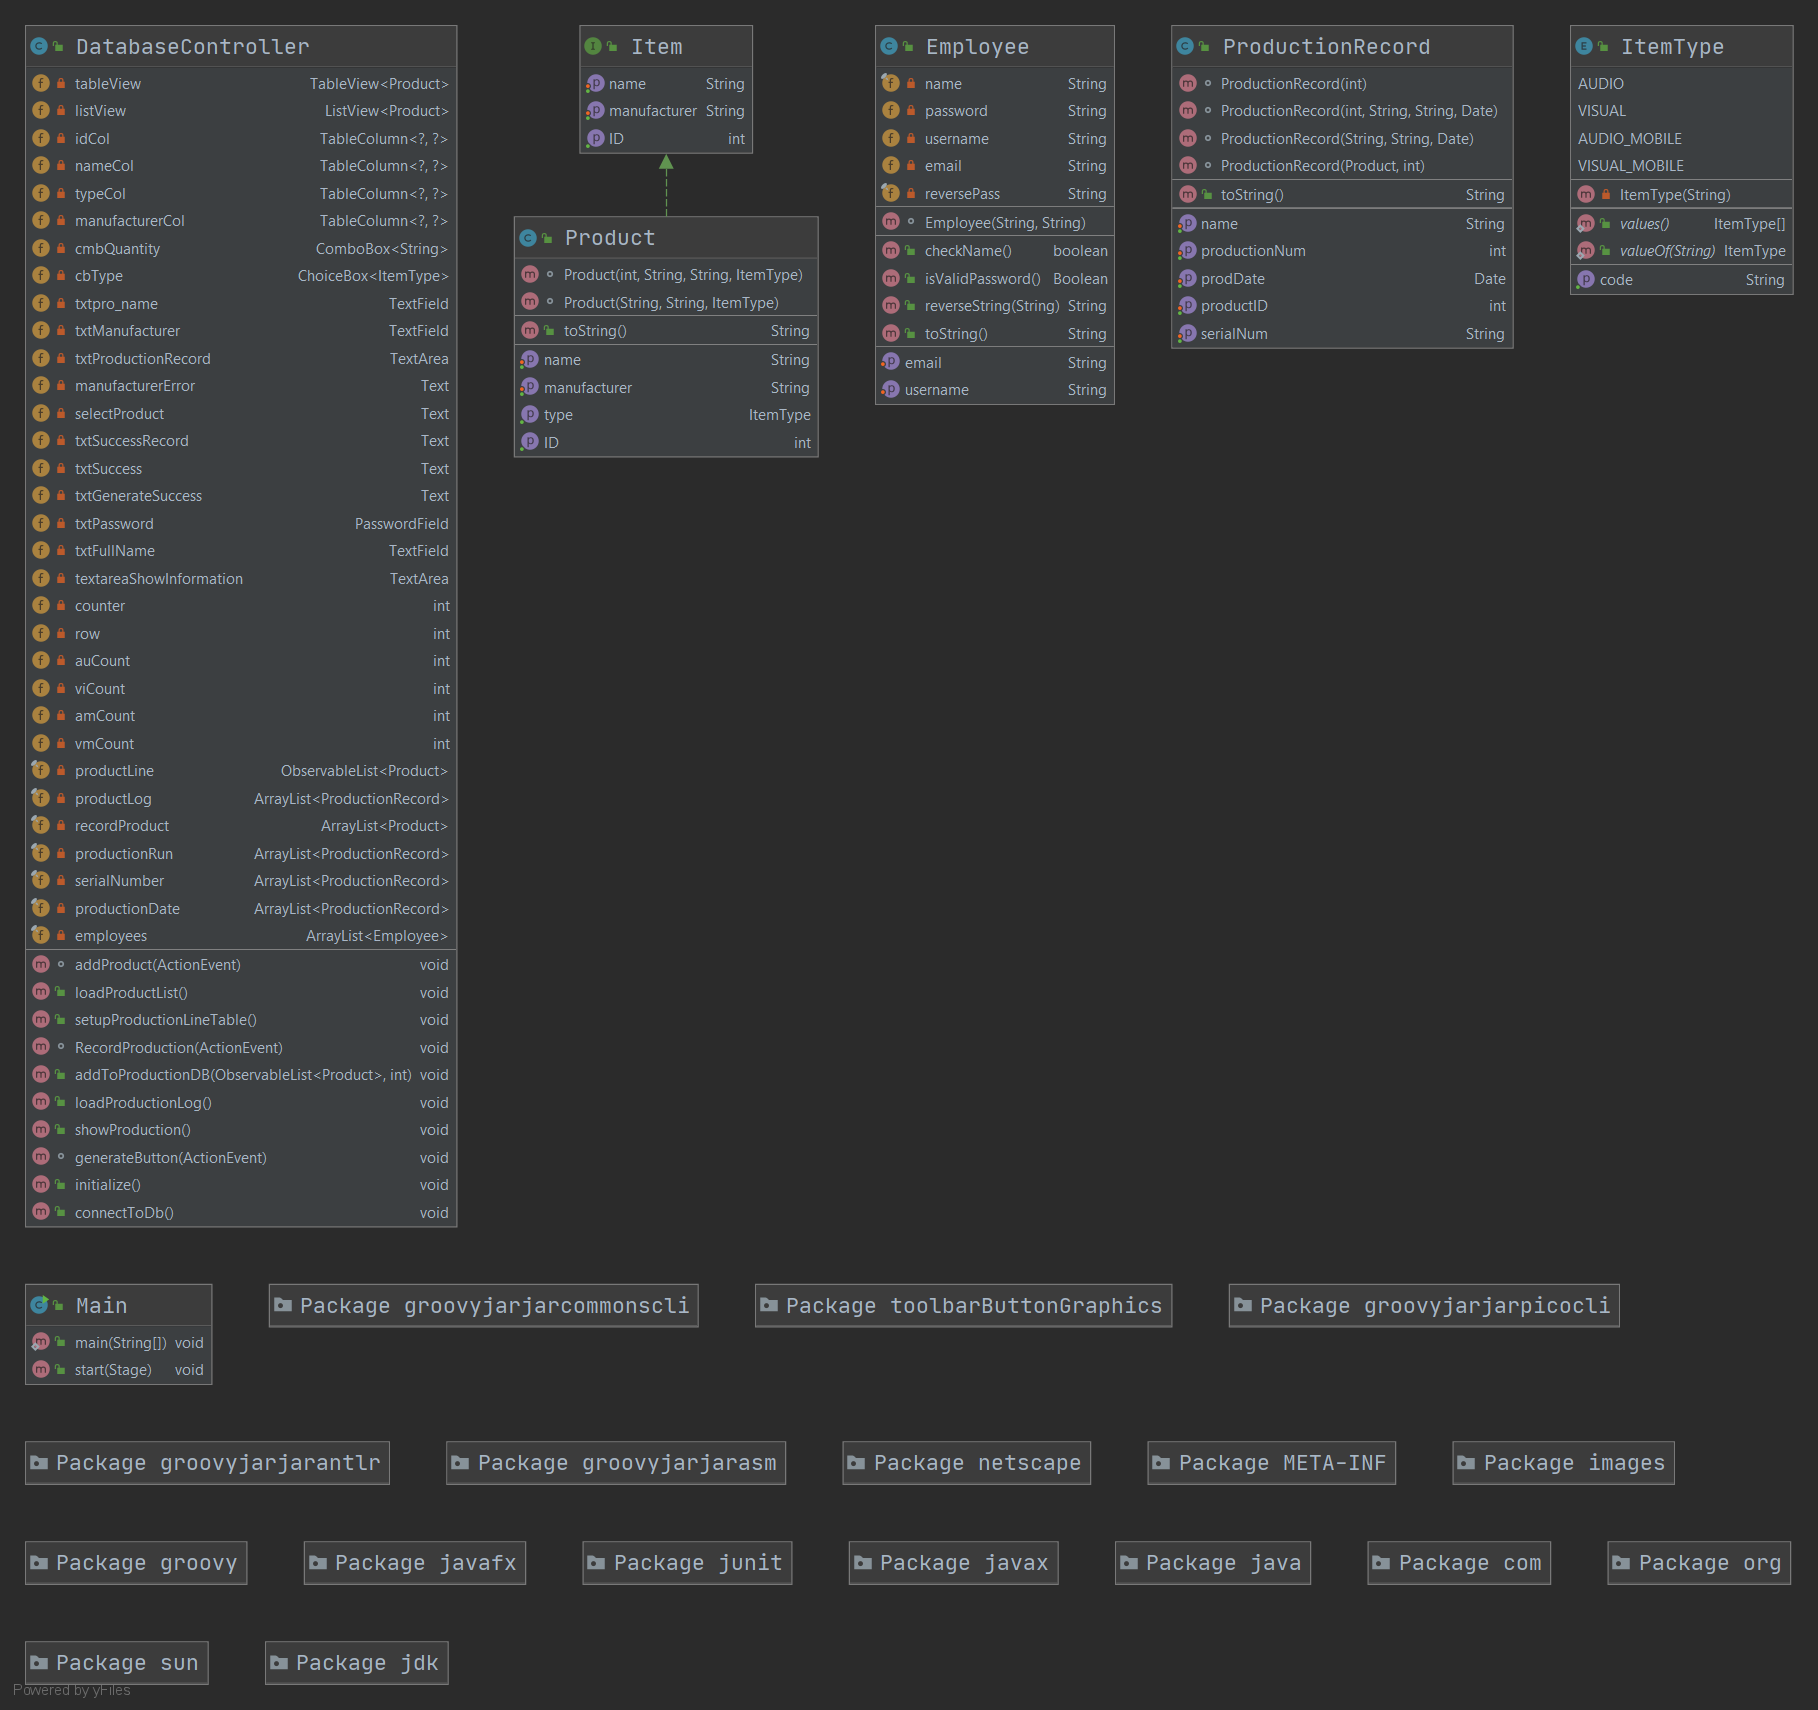 DatabaseController
tableView TableView<Product>
listView ListView<Product>
idCol TableColumn<?, ?>
nameCol TableColumn<?, ?>
typeCol TableColumn<?, ?>
manufacturerCol TableColumn<?, ?>
cmbQuantity ComboBox<String>
cbType ChoiceBox<ItemType>
txtpro_name TextField
txtManufacturer TextField
txtProductionRecord TextArea
manufacturerError Text
selectProduct Text
txtSuccessRecord Text
txtSuccess Text
txtGenerateSuccess Text
txtPassword PasswordField
txtFullName TextField
textareaShowInformation TextArea
counter int
row int
auCount int
viCount int
amCount int
vmCount int
productLine ObservableList<Product>
productLog ArrayList<ProductionRecord>
recordProduct ArrayList<Product>
productionRun ArrayList<ProductionRecord>
serialNumber ArrayList<ProductionRecord>
productionDate ArrayList<ProductionRecord>
employees ArrayList<Employee>
addProduct(ActionEvent) void
loadProductList() void
setupProductionLineTable() void
RecordProduction(ActionEvent) void
addToProductionDB(ObservableList<Product>, int) void
loadProductionLog() void
showProduction() void
generateButton(ActionEvent) void
initialize() void
connectToDb() void
Item
name String
manufacturer String
ID int
Product
Product(int, String, String, ItemType)
Product(String, String, ItemType)
toString() String
name String
manufacturer String
type ItemType
ID int
Employee
name String
password String
username String
email String
reversePass String
Employee(String, String)
checkName() boolean
isValidPassword() Boolean
reverseString(String) String
toString() String
email String
username String
ProductionRecord
ProductionRecord(int)
ProductionRecord(int, String, String, Date)
ProductionRecord(String, String, Date)
ProductionRecord(Product, int)
toString() String
name String
productionNum int
prodDate Date
productID int
serialNum String
ItemType
AUDIO
VISUAL
AUDIO_MOBILE
VISUAL_MOBILE
ItemType(String)
values() ItemType[]
valueOf(String) ItemType
code String
Main
main(String[]) void
start(Stage) void
Package groovyjarjarcommonscli
Package toolbarButtonGraphics
Package groovyjarjarpicocli
Package groovyjarjarantlr
Package groovyjarjarasm
Package netscape
Package META-INF
Package images
Package groovy
Package javafx
Package junit
Package javax
Package java
Package com
Package org
Package sun
Package jdk
Powered by yFiles